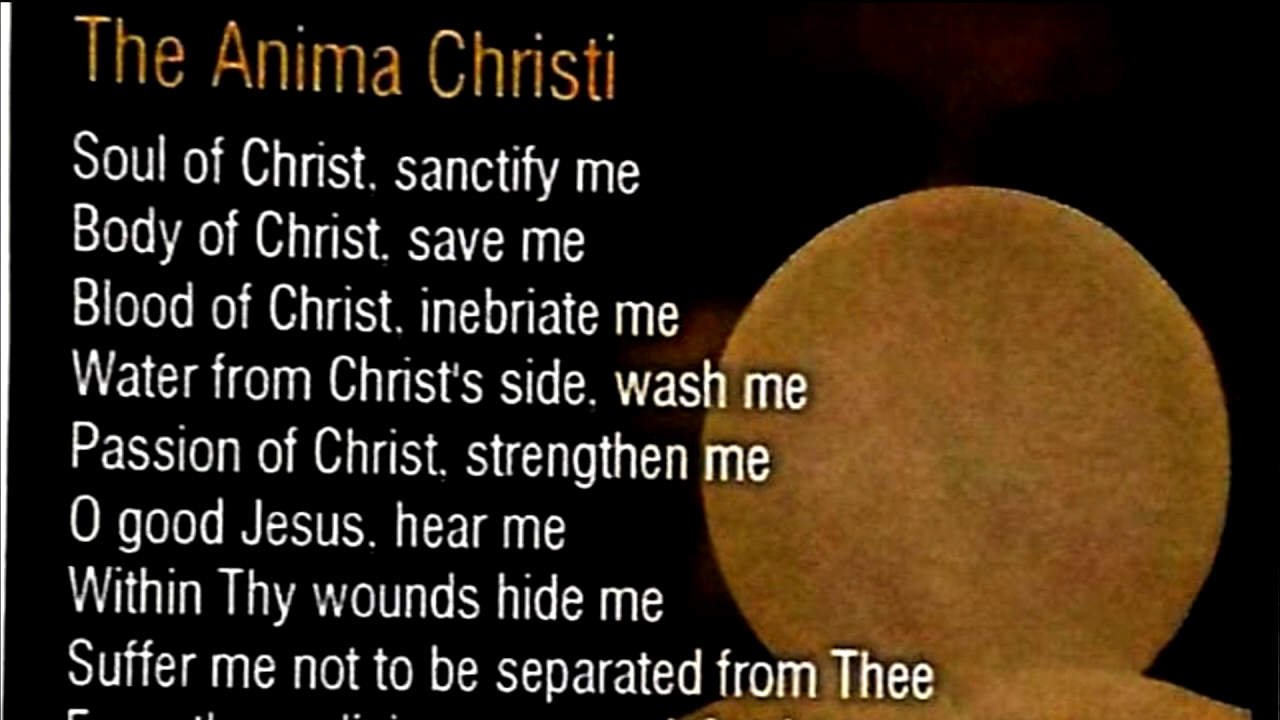 The Anima Christi
Soul of Christ, sanctify me
Body of Christ, save me
Blood of Christ, inebriate me
Water from Christ's side, wash me
Passion of Christ, strengthen me
O good Jesus, hear me
Within Thy wounds hide me
Suffer me not to be separated from Thee